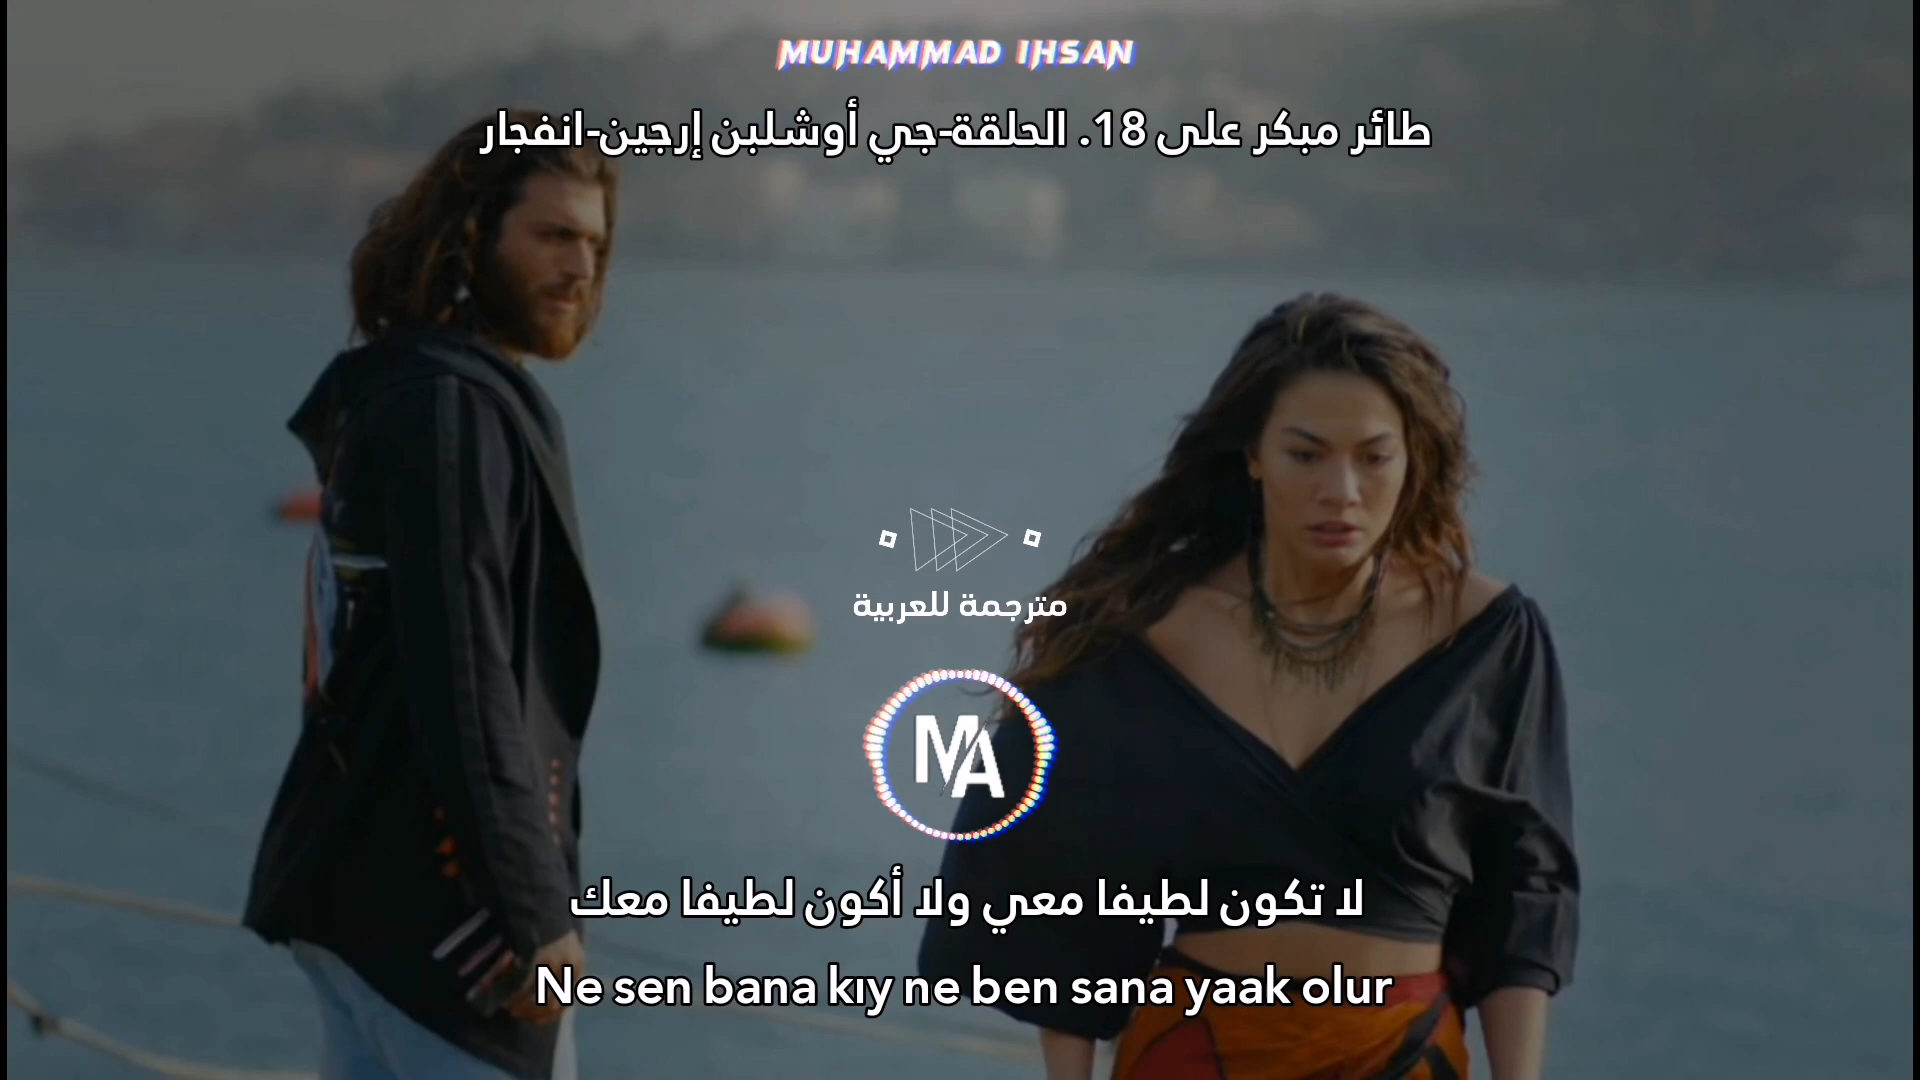 MUHAMMAD IHSAN
طائر مبكر على 18. الحلقة-جي أوشلبن إرجين-انفجار
مترجمة للعربية
MA
لا تكون لطيفا معي ولا أكون لطيفا معك
Ne sen bana kıy ne ben sana yaak olur